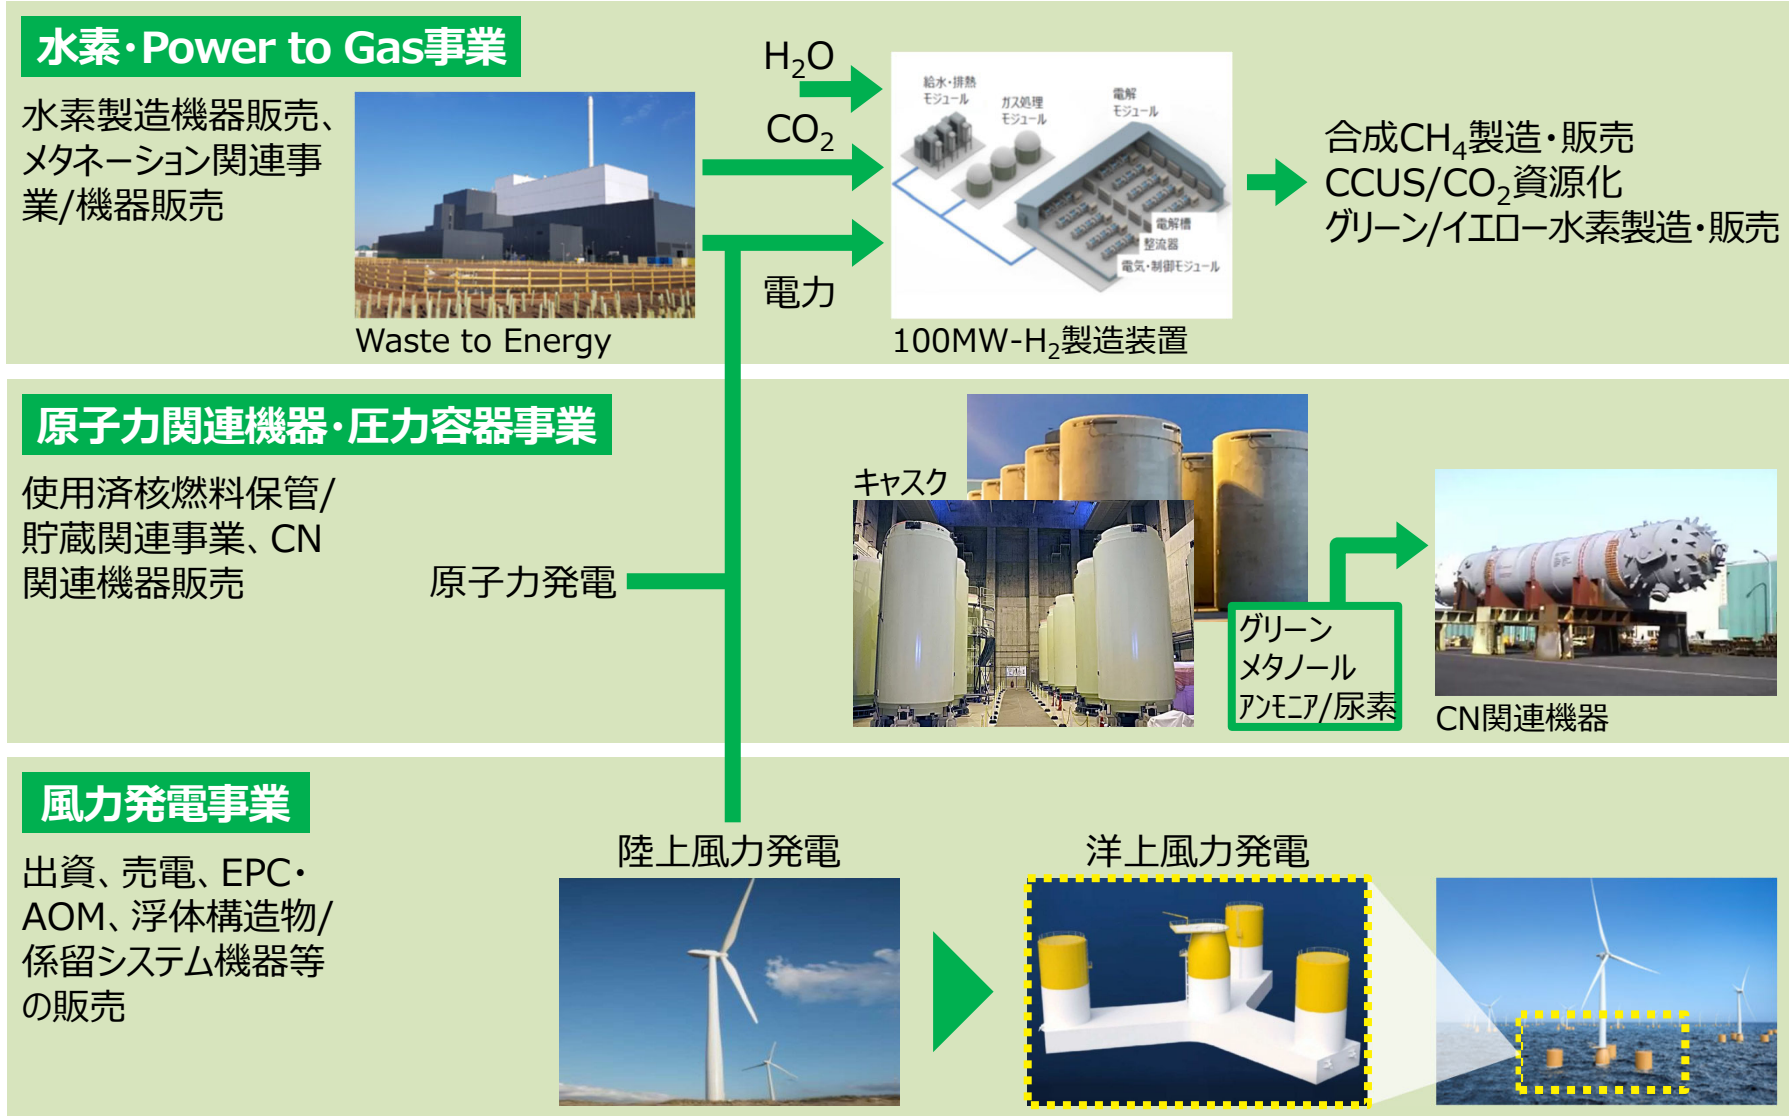 水素・Power to Gas事業
水素製造機器販売、
メタネーション関連事
業/機器販売
Waste to Energy
H₂O
CO₂
電力
給水・排熱
モジュール
ガス処理
モジュール
電解
モジュール
電解槽
整流器
電気・制御モジュール
100MW-H₂製造装置
合成CH₄製造・販売
CCUS/CO₂資源化
グリーン/イエロー水素製造・販売
原子力関連機器・圧力容器事業
使用済核燃料保管/
貯蔵関連事業、CN
関連機器販売
原子力発電
キャスク
グリーン
メタノール
アンモニア/尿素
CN関連機器
風力発電事業
出資、売電、EPC・
AOM、浮体構造物/
係留システム機器等
の販売
陸上風力発電
洋上風力発電